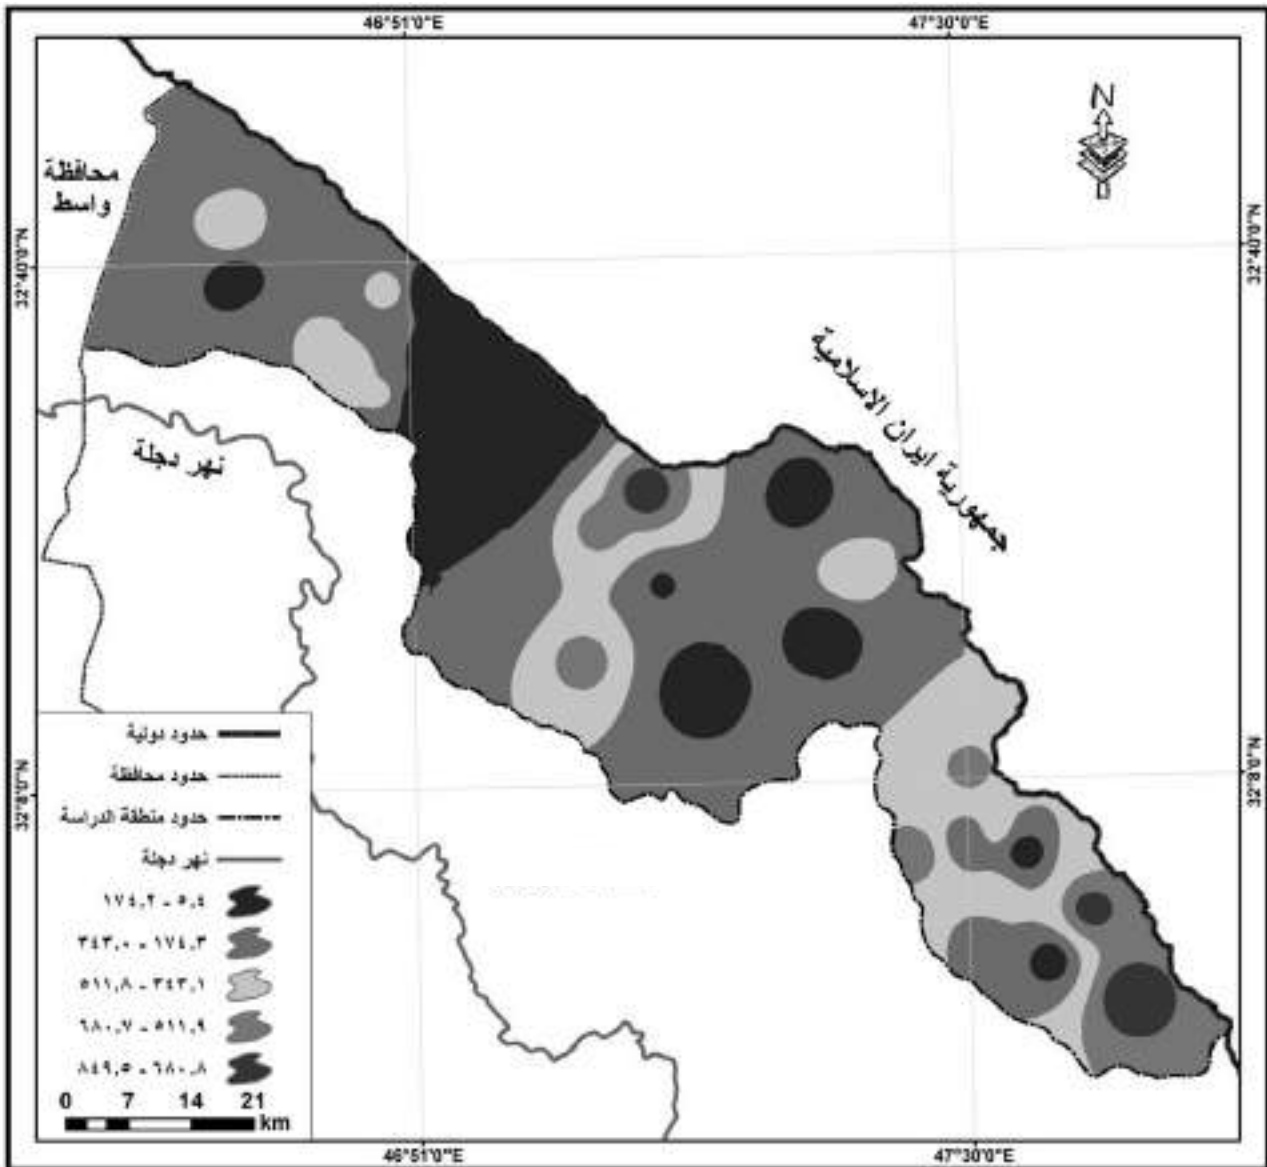 46°51'0"E 47°30'0"E
N
محافظة
واسط
32°40'0"N 32°40'0"N
جمهورية ايران الاسلامية
نهر دجلة
حدود دولية
حدود محافظة
32°8'0"N 32°8'0"N
حدود منطقة الدراسة
نهر دجلة
٥,٤ - ١٧٤,٢
١٧٤,٣ - ٣٤٣,٠
٣٤٣,١ - ٥١١,٨
٥١١,٩ - ٦٨٠,٧
٦٨٠,٨ - ٨٤٩,٥
0 7 14 21
km
46°51'0"E 47°30'0"E